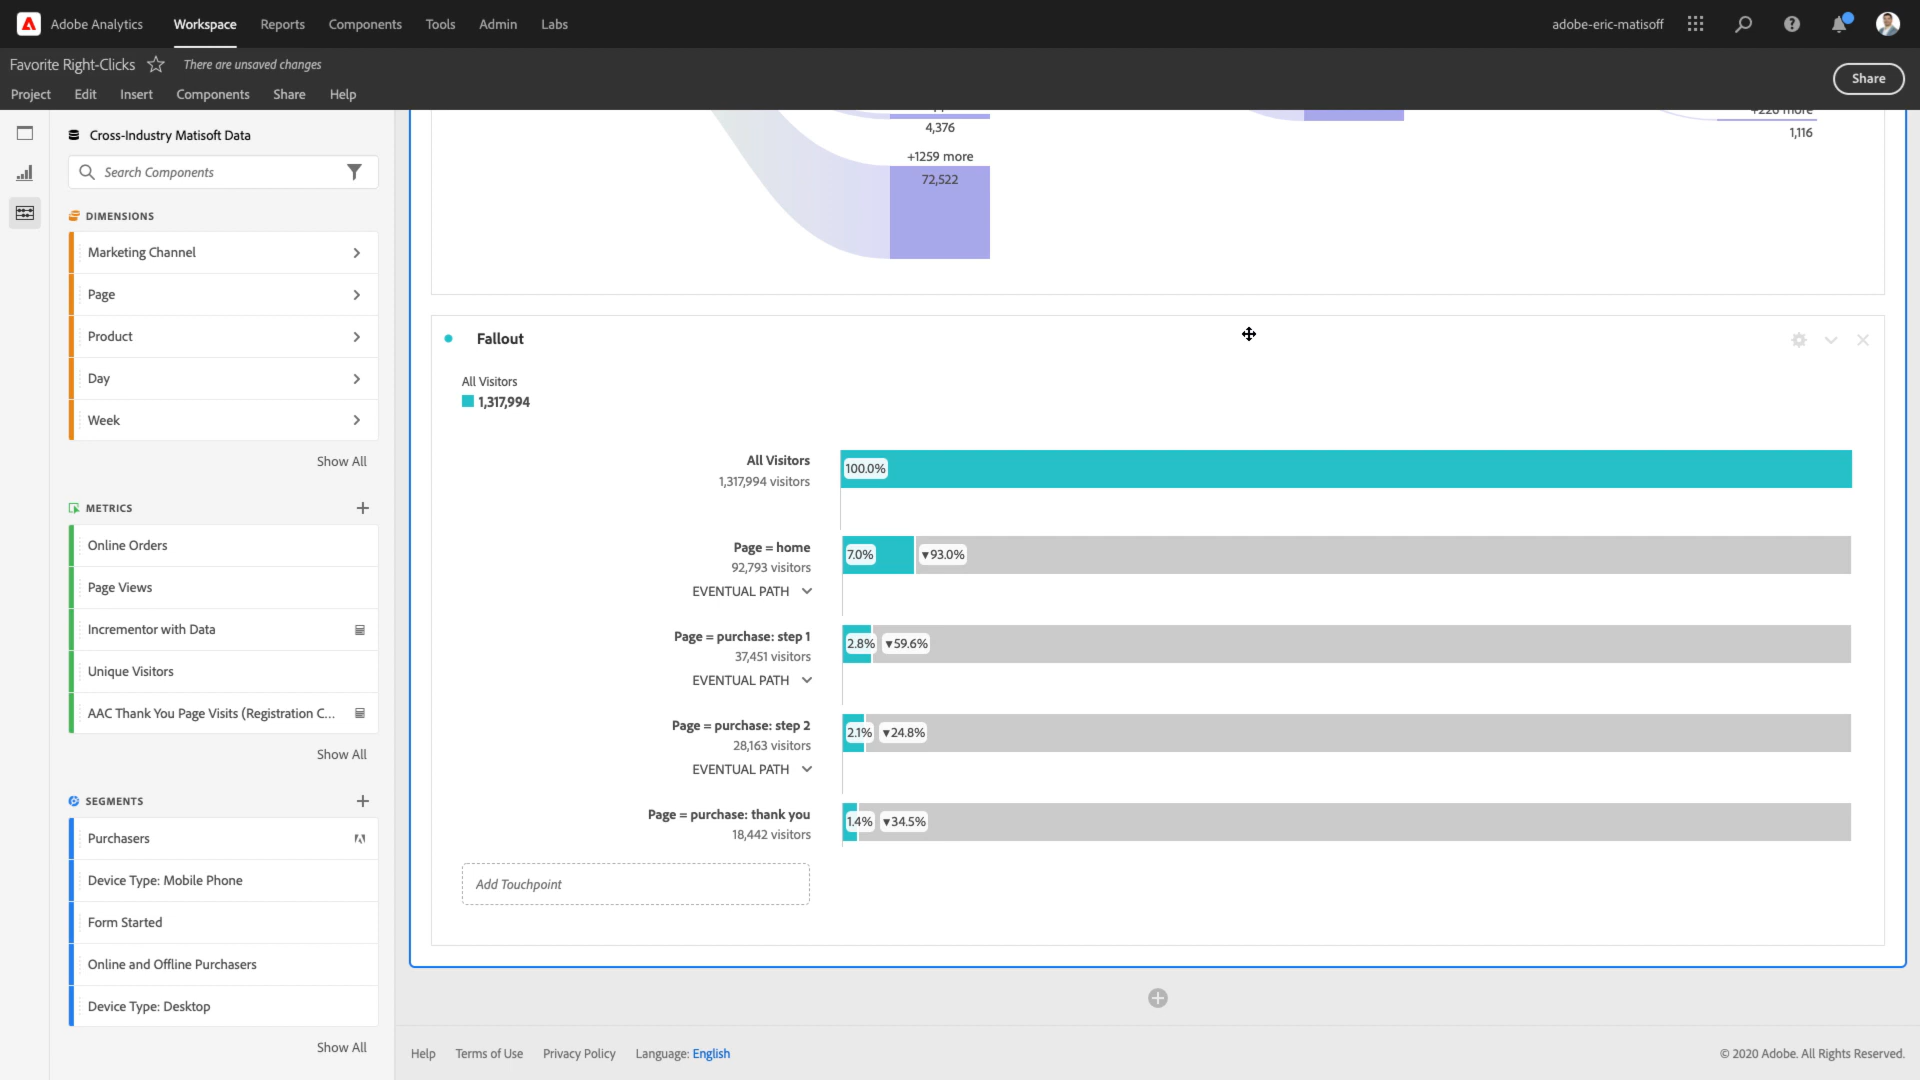 Adobe Analytics
Workspace
Reports
Components
Tools
Admin
Labs
adobe-eric-matisoff
Favorite Right-Clicks
There are unsaved changes
Share
Project
Edit
Insert
Components
Share
Help
Cross-Industry Matisoft Data
Search Components
DIMENSIONS
Marketing Channel
Page
Product
Day
Week
Show All
METRICS
Online Orders
Page Views
Incrementor with Data
Unique Visitors
AAC Thank You Page Visits (Registration C...
Show All
SEGMENTS
Purchasers
Device Type: Mobile Phone
Form Started
Online and Offline Purchasers
Device Type: Desktop
Show All
4,376
+1259 more
72,522
+226 more
1,116
Fallout
All Visitors
1,317,994
All Visitors
1,317,994 visitors
100.0%
Page = home
92,793 visitors
EVENTUAL PATH
7.0%
▼93.0%
Page = purchase: step 1
37,451 visitors
EVENTUAL PATH
2.8%
▼59.6%
Page = purchase: step 2
28,163 visitors
EVENTUAL PATH
2.1%
▼24.8%
Page = purchase: thank you
18,442 visitors
1.4%
▼34.5%
Add Touchpoint
Help
Terms of Use
Privacy Policy
Language: English
© 2020 Adobe. All Rights Reserved.